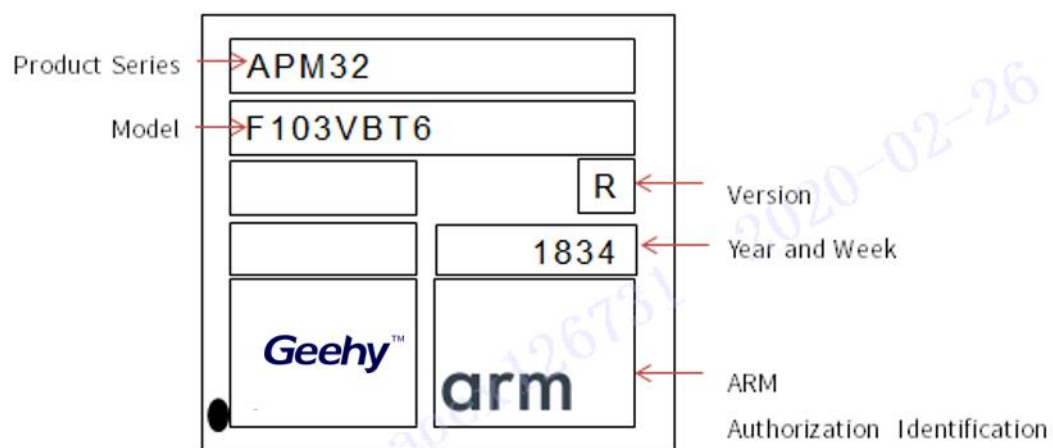 Product Series
APM32
Model
F103VBT6
R
Version
1834
Year and Week
Geehy™
arm
ARM
Authorization Identification
2020-02-26